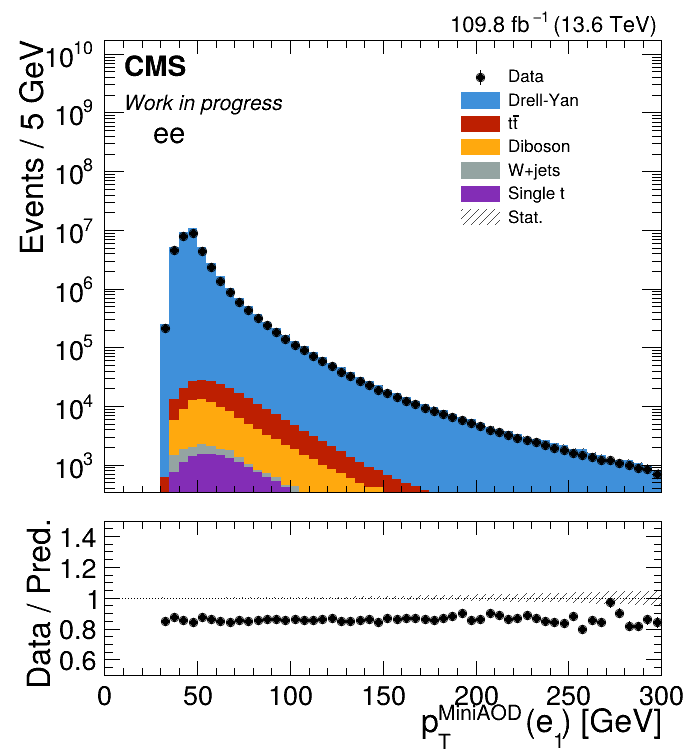 109.8 fb⁻¹ (13.6 TeV)
CMS
Work in progress
ee
Data
Drell-Yan
tt̅
Diboson
W+jets
Single t
Stat.
Events / 5 GeV
10¹⁰
10⁹
10⁸
10⁷
10⁶
10⁵
10⁴
10³
Data / Pred.
1.4
1.2
1
0.8
0.6
0 50 100 150 200 250 300
p_T^MiniAOD (e₁) [GeV]